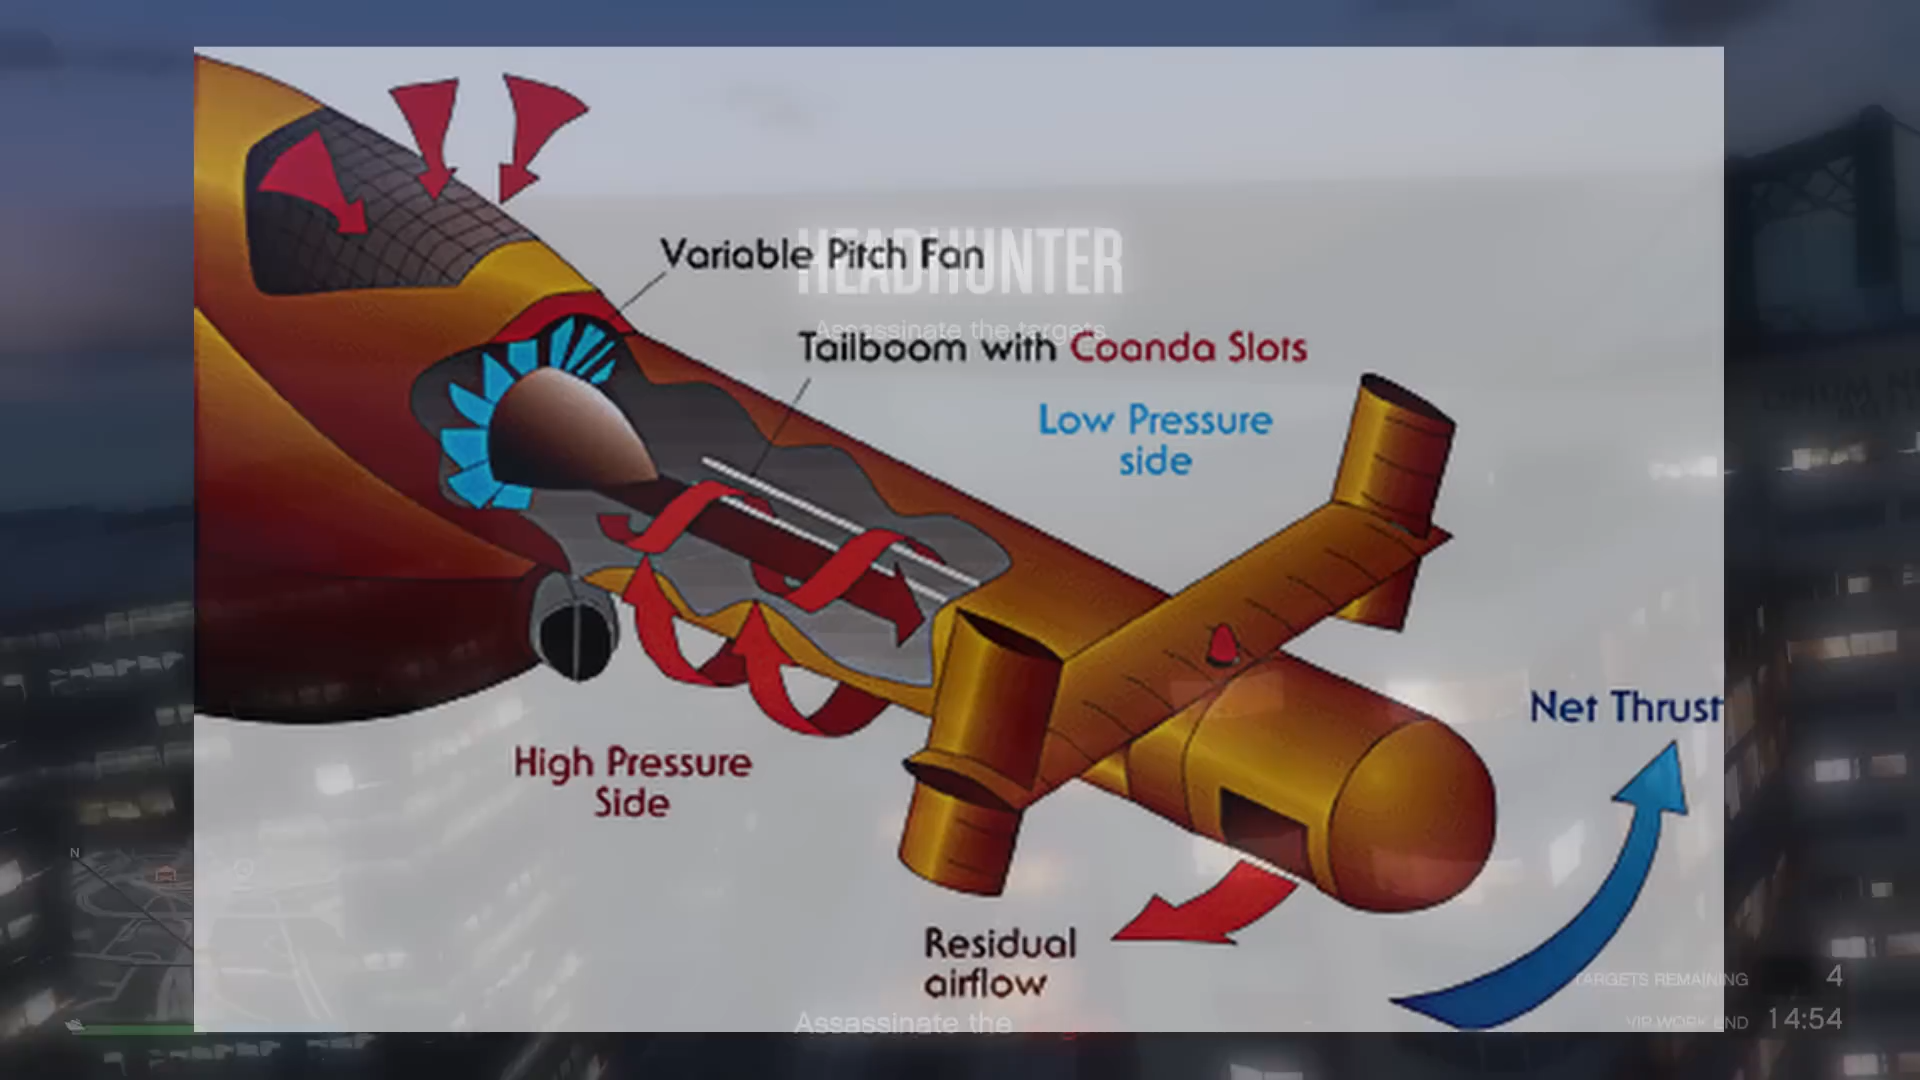 HEADHUNTER
Variable Pitch Fan
Assassinate the targets
Tailboom with Coanda Slots
Low Pressure
side
Net Thrust
High Pressure
Side
N
Residual
airflow
TARGETS REMAINING 4
Assassinate the
VIP WORK END 14:54